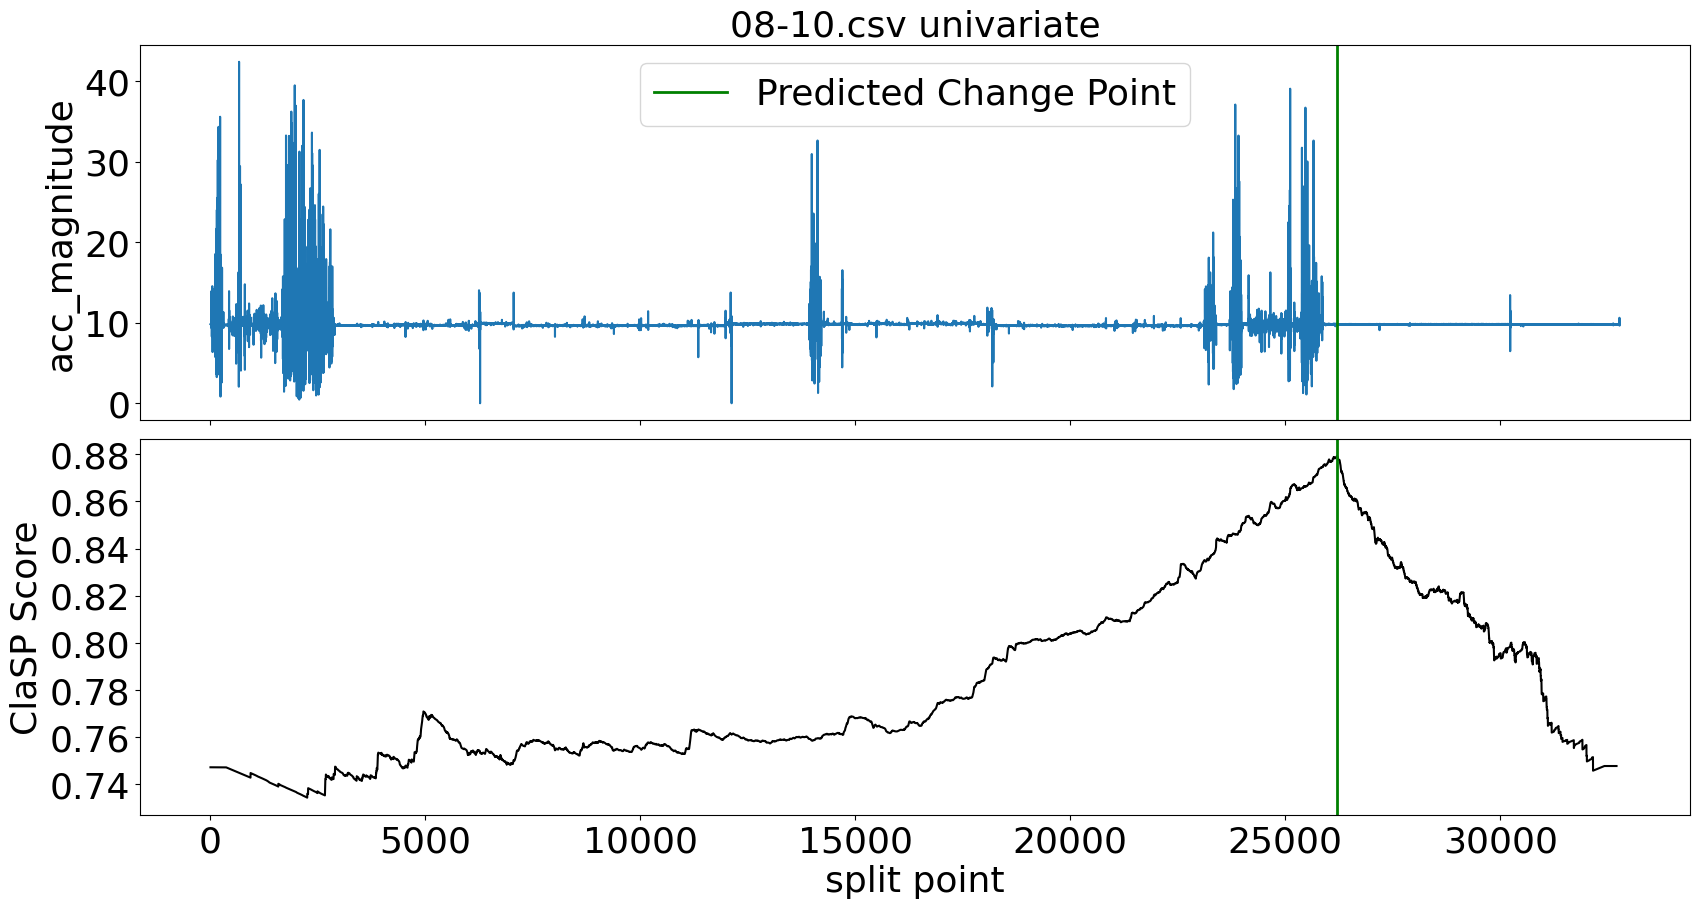 08-10.csv univariate
Predicted Change Point
acc_magnitude
40
30
20
10
0
ClaSP Score
0.88
0.86
0.84
0.82
0.80
0.78
0.76
0.74
0 5000 10000 15000 20000 25000 30000
split point